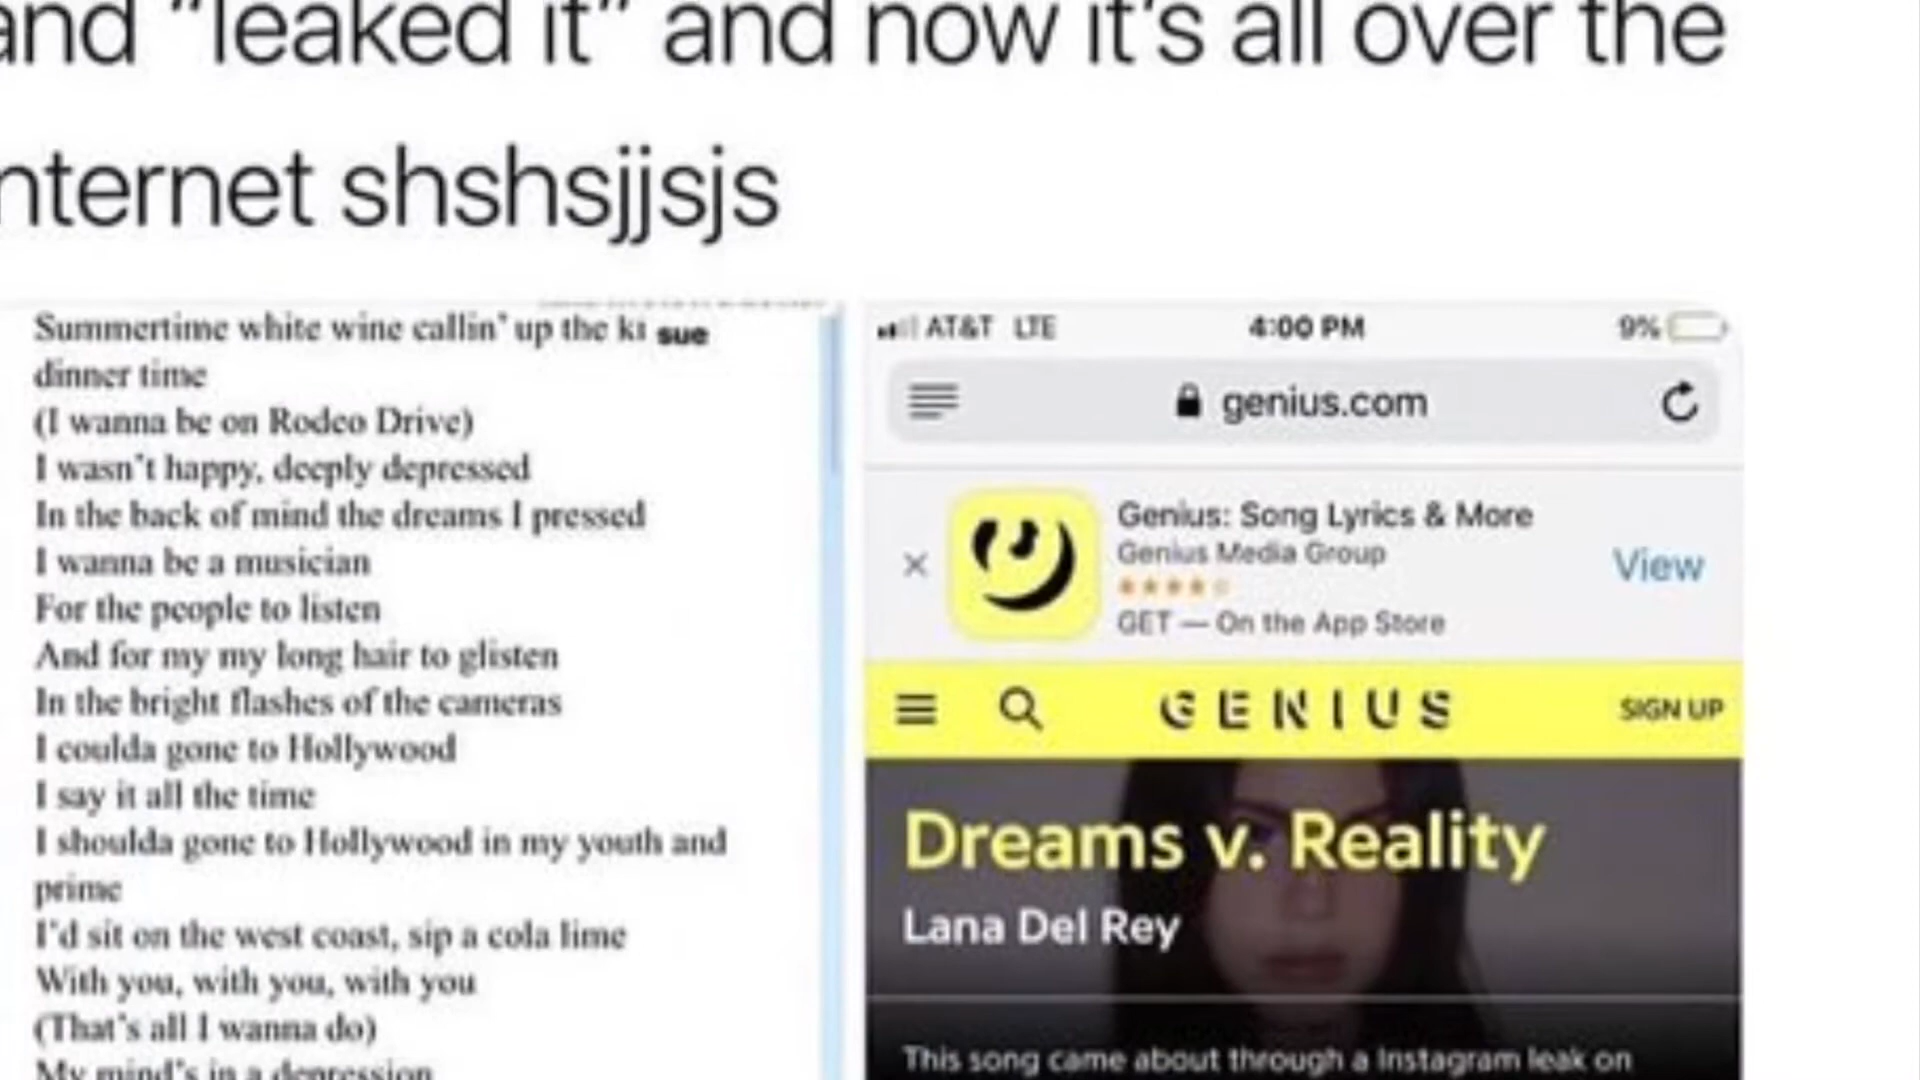 and “leaked it” and now it's all over the
nternet shshsjjsjs
Summertime white wine callin' up the ki sue
dinner time
(I wanna be on Rodeo Drive)
I wasn't happy, deeply depressed
In the back of mind the dreams I pressed
I wanna be a musician
For the people to listen
And for my my long hair to glisten
In the bright flashes of the cameras
I coulda gone to Hollywood
I say it all the time
I shoulda gone to Hollywood in my youth and
prime
I'd sit on the west coast, sip a cola lime
With you, with you, with you
(That's all I wanna do)
My mind's in a depression
AT&T LTE 4:00 PM 9%
genius.com
Genius: Song Lyrics & More
Genius Media Group
GET — On the App Store
View
GENIUS
SIGN UP
Dreams v. Reality
Lana Del Rey
This song came about through a Instagram leak on